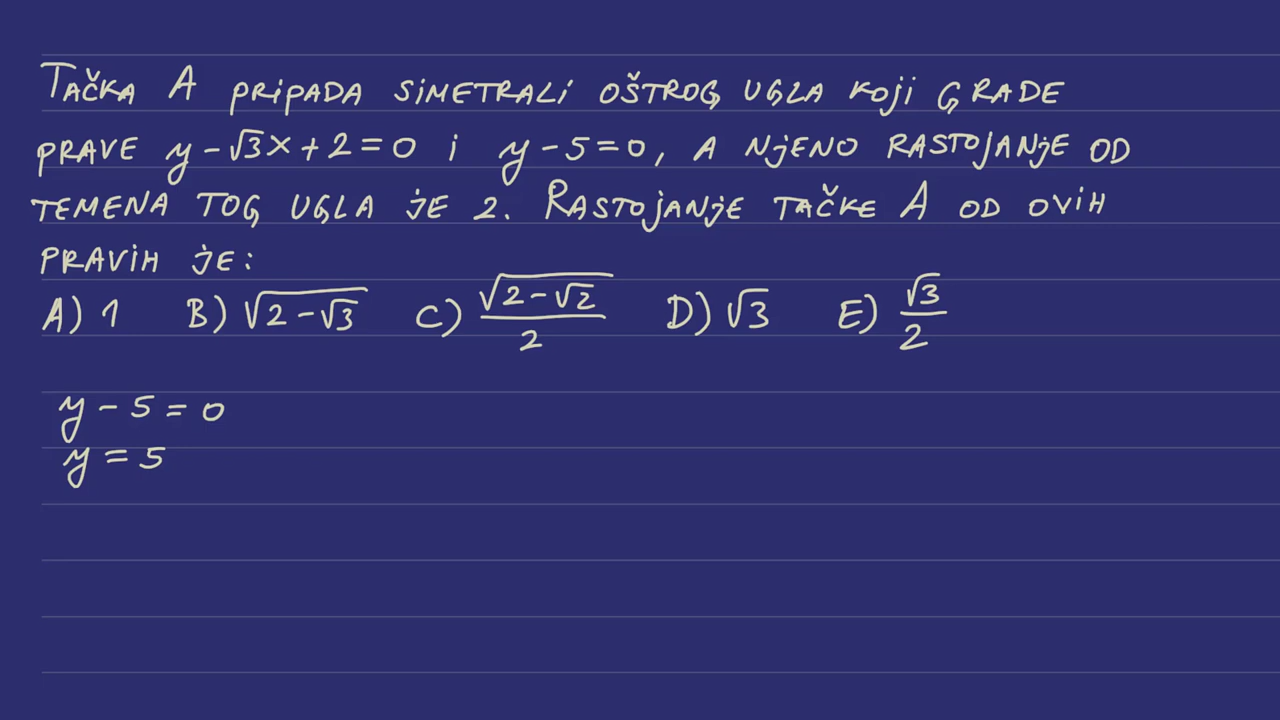 TAČKA A PRIPADA SIMETRALI OŠTROG UGLA KOJI GRADE
PRAVE y - √3x + 2 = 0 i y - 5 = 0, A NJENO RASTOJANJE OD
TEMENA TOG UGLA JE 2. RASTOJANJE TAČKE A OD OVIH
PRAVIH JE:
A) 1 B) √(2 - √3) C) √(2 - √2)/2 D) √3 E) √3/2
y - 5 = 0
y = 5